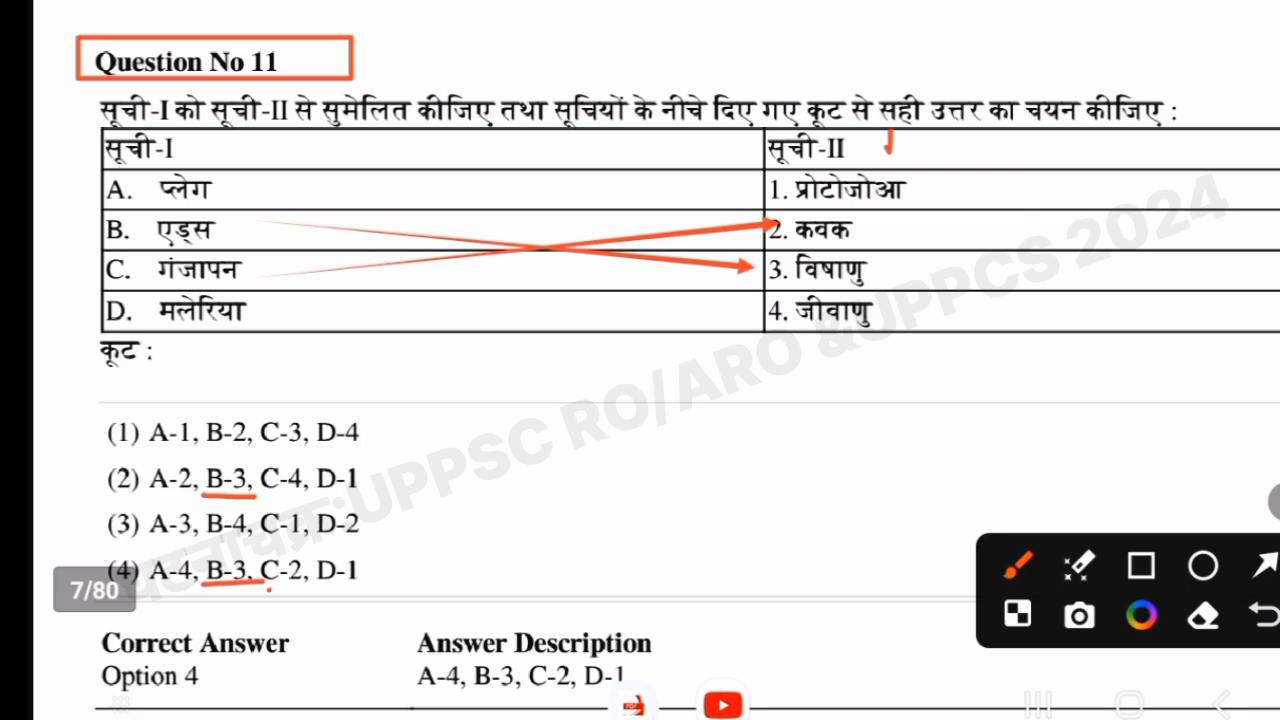 Question No 11
सूची-I को सूची-II से सुमेलित कीजिए तथा सूचियों के नीचे दिए गए कूट से सही उत्तर का चयन कीजिए :
सूची-I सूची-II
A. प्लेग 1. प्रोटोजोआ
B. एड्स 2. कवक
C. गंजापन 3. विषाणु
D. मलेरिया 4. जीवाणु
कूट :
(1) A-1, B-2, C-3, D-4
(2) A-2, B-3, C-4, D-1
(3) A-3, B-4, C-1, D-2
(4) A-4, B-3, C-2, D-1
7/80
UPPSC RO/ARO &UPPCS 2024
Correct Answer Answer Description
Option 4 A-4, B-3, C-2, D-1
PDF